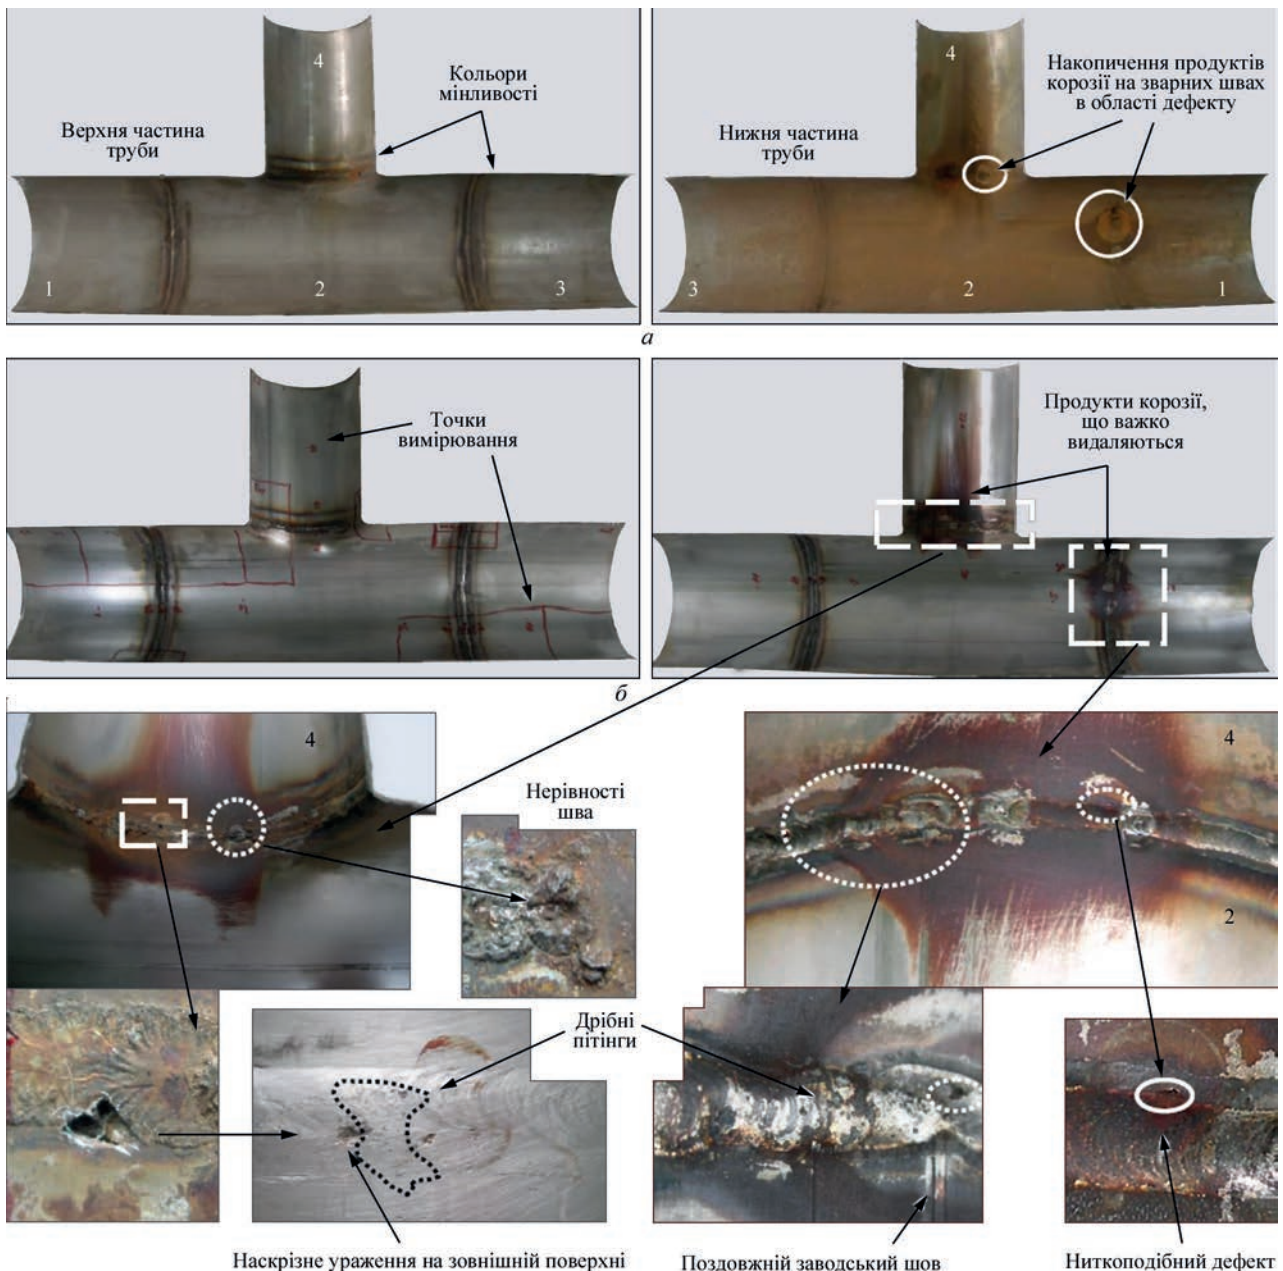 4
Кольори
мінливості
Верхня частина
труби
1
2
3
4
Накопичення продуктів
корозії на зварних швах
в області дефекту
Нижня частина
труби
3
2
1
а
Точки
вимірювання
Продукти корозії,
що важко
видаляються
б
4
Нерівності
шва
4
2
Дрібні
пітінги
Наскрізне ураження на зовнішній поверхні
Поздовжній заводський шов
Ниткоподібний дефект